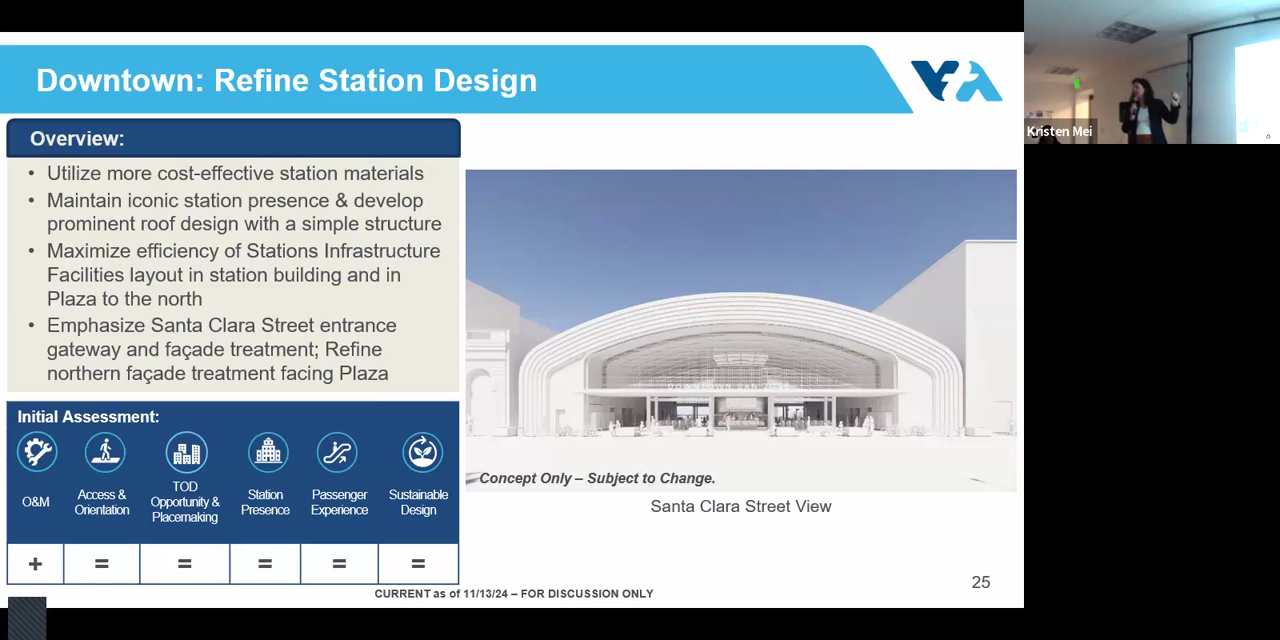 Downtown: Refine Station Design
VTA
Overview:
• Utilize more cost-effective station materials
• Maintain iconic station presence & develop
prominent roof design with a simple structure
• Maximize efficiency of Stations Infrastructure
Facilities layout in station building and in
Plaza to the north
• Emphasize Santa Clara Street entrance
gateway and façade treatment; Refine
northern façade treatment facing Plaza
Initial Assessment:
O&M
Access &
Orientation
TOD
Opportunity &
Placemaking
Station
Presence
Passenger
Experience
Sustainable
Design
+ = = = = =
DOWNTOWN SAN JOSE
Concept Only – Subject to Change.
Santa Clara Street View
25
CURRENT as of 11/13/24 – FOR DISCUSSION ONLY
Kristen Mei